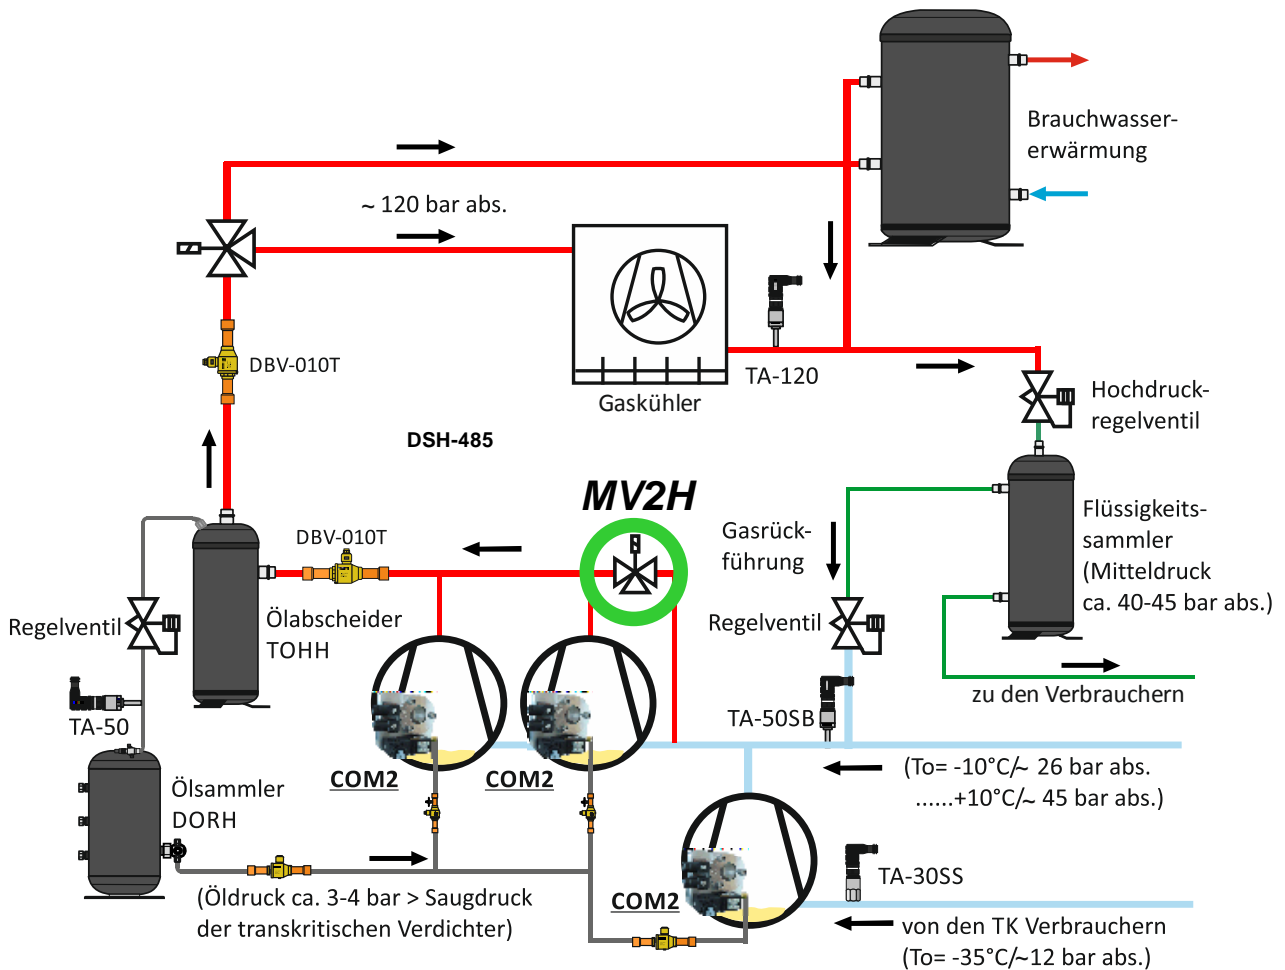 Brauchwasser-
erwärmung
~ 120 bar abs.
DBV-010T
TA-120
Gaskühler
Hochdruck-
regelventil
DSH-485
MV2H
Gasrück-
führung
Flüssigkeits-
sammler
(Mitteldruck
ca. 40-45 bar abs.)
DBV-010T
Regelventil
Ölabscheider
TOHH
Regelventil
zu den Verbrauchern
TA-50
TA-50SB
COM2
COM2
(To= -10°C/~ 26 bar abs.
......+10°C/~ 45 bar abs.)
Ölsammler
DORH
TA-30SS
(Öldruck ca. 3-4 bar > Saugdruck
der transkritischen Verdichter)
COM2
von den TK Verbrauchern
(To= -35°C/~12 bar abs.)